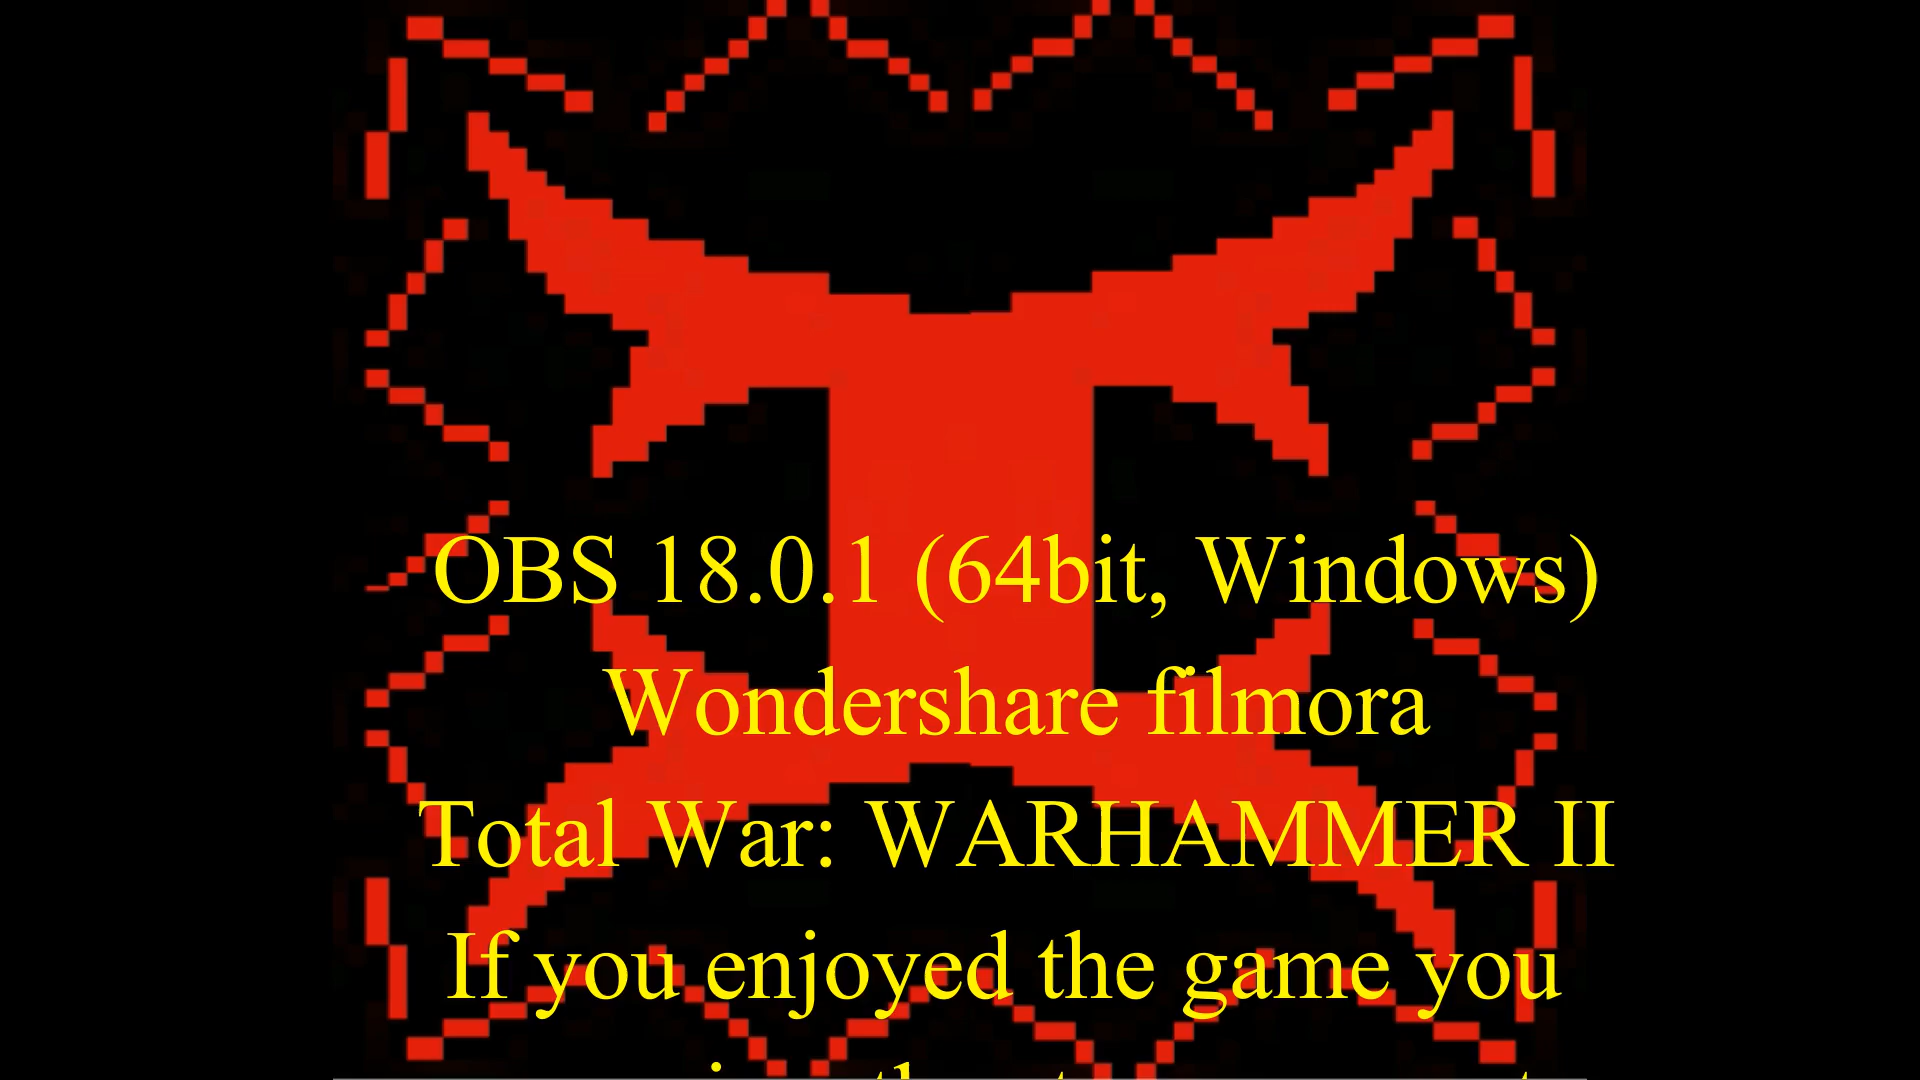 OBS 18.0.1 (64bit, Windows)
Wondershare filmora
Total War: WARHAMMER II
If you enjoyed the game you